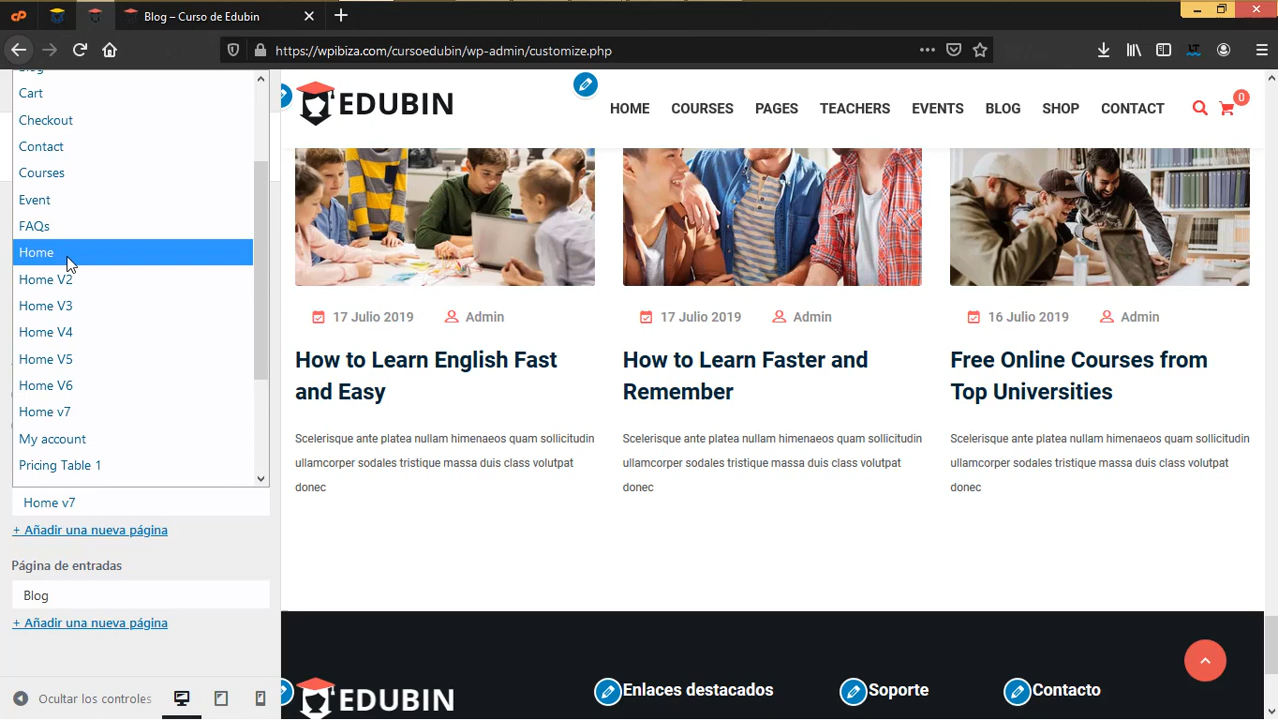 Blog – Curso de Edubin
https://wpibiza.com/cursoedubin/wp-admin/customize.php
Blog
Cart
Checkout
Contact
Courses
Event
FAQs
Home
Home V2
Home V3
Home V4
Home V5
Home V6
Home v7
My account
Pricing Table 1
Home v7
+ Añadir una nueva página
Página de entradas
Blog
+ Añadir una nueva página
Ocultar los controles
EDUBIN
HOME COURSES PAGES TEACHERS EVENTS BLOG SHOP CONTACT 0
17 Julio 2019 Admin
How to Learn English Fast
and Easy
Scelerisque ante platea nullam himenaeos quam sollicitudin
ullamcorper sodales tristique massa duis class volutpat
donec
17 Julio 2019 Admin
How to Learn Faster and
Remember
Scelerisque ante platea nullam himenaeos quam sollicitudin
ullamcorper sodales tristique massa duis class volutpat
donec
16 Julio 2019 Admin
Free Online Courses from
Top Universities
Scelerisque ante platea nullam himenaeos quam sollicitudin
ullamcorper sodales tristique massa duis class volutpat
donec
EDUBIN
Enlaces destacados
Soporte
Contacto